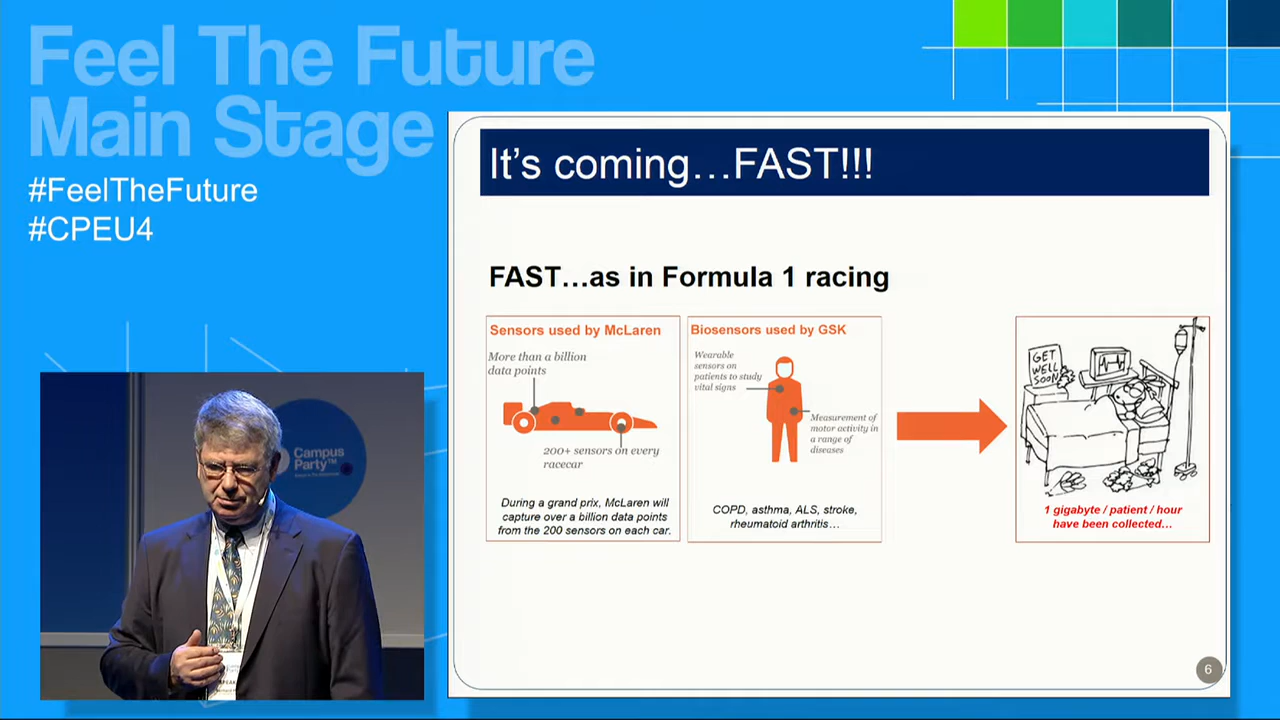 Feel The Future
Main Stage
#FeelTheFuture
#CPEU4
It's coming…FAST!!!
FAST…as in Formula 1 racing
Sensors used by McLaren
More than a billion
data points
200+ sensors on every
racecar
During a grand prix, McLaren will
capture over a billion data points
from the 200 sensors on each car.
Biosensors used by GSK
Wearable
sensors on
patients to study
vital signs
Measurement of
motor activity in
a range of
diseases
COPD, asthma, ALS, stroke,
rheumatoid arthritis…
GET
WELL
SOON
1 gigabyte / patient / hour
have been collected…
6
Campus
Party™